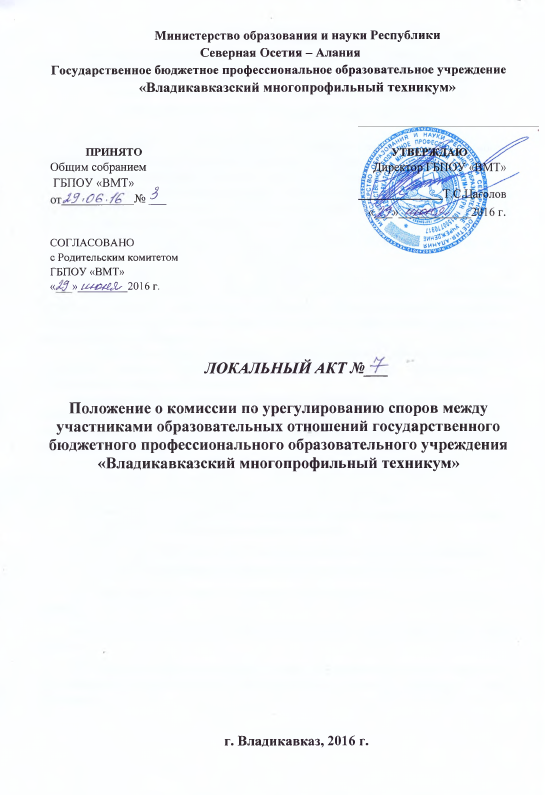 Министерство образования и науки Республики
Северная Осетия – Алания
Государственное бюджетное профессиональное образовательное учреждение
«Владикавказский многопрофильный техникум»
ПРИНЯТО
Общим собранием
ГБПОУ «ВМТ»
от 29.06.16 № 3
УТВЕРЖДАЮ
Директор ГБПОУ «ВМТ»
Т.С.Цаголов
«29» июня 2016 г.
СОГЛАСОВАНО
с Родительским комитетом
ГБПОУ «ВМТ»
«29» июня 2016 г.
ЛОКАЛЬНЫЙ АКТ № 7
Положение о комиссии по урегулированию споров между
участниками образовательных отношений государственного
бюджетного профессионального образовательного учреждения
«Владикавказский многопрофильный техникум»
г. Владикавказ, 2016 г.